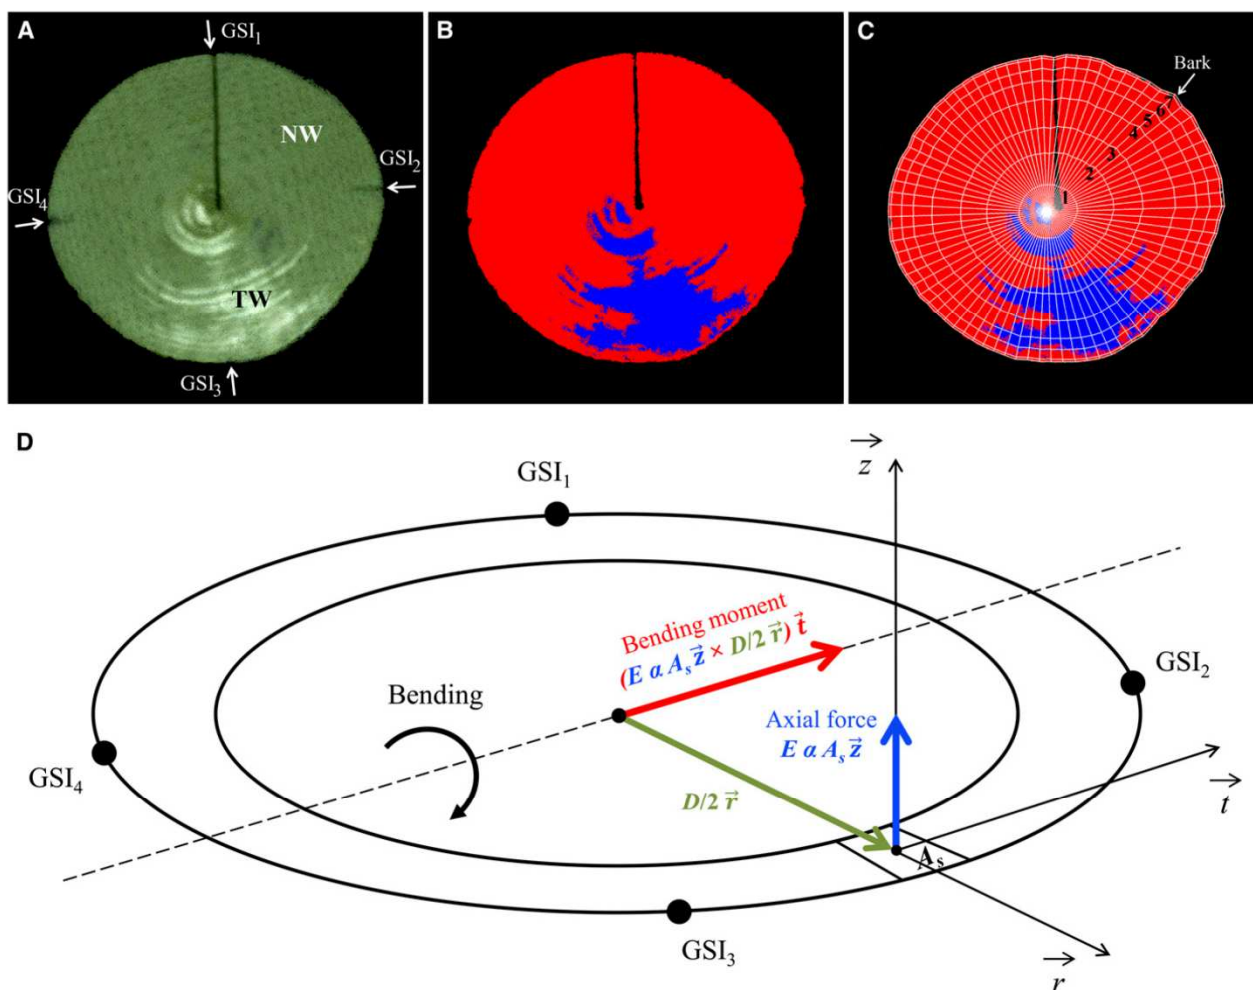 A
GSI₁
NW
GSI₂
GSI₄
TW
GSI₃
B
C
Bark
7
6
5
4
3
2
1
D
z
GSI₁
Bending moment
(E α Aₛ z × D/2 r) t
GSI₂
Bending
Axial force
E α Aₛ z
GSI₄
D/2 r
t
Aₛ
GSI₃
r